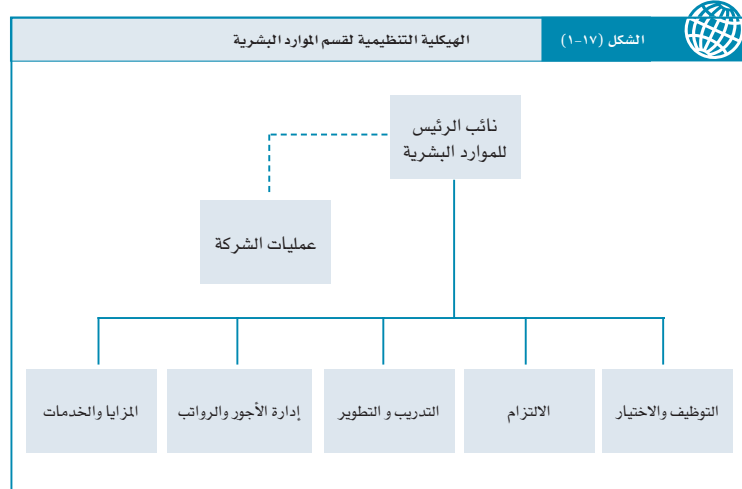 الشكل (١٧-١)
الهيكلية التنظيمية لقسم الموارد البشرية
نائب الرئيس
للموارد البشرية
عمليات الشركة
التوظيف والاختيار
الالتزام
التدريب و التطوير
إدارة الأجور والرواتب
المزايا والخدمات